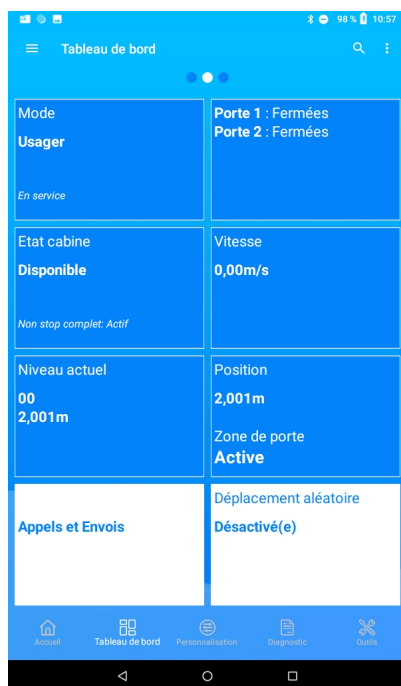 98 % 10:57
Tableau de bord
Mode
Usager
En service
Porte 1 : Fermées
Porte 2 : Fermées
Etat cabine
Disponible
Non stop complet: Actif
Vitesse
0,00m/s
Niveau actuel
00
2,001m
Position
2,001m
Zone de porte
Active
Appels et Envois
Déplacement aléatoire
Désactivé(e)
Accueil
Tableau de bord
Personnalisation
Diagnostic
Outils